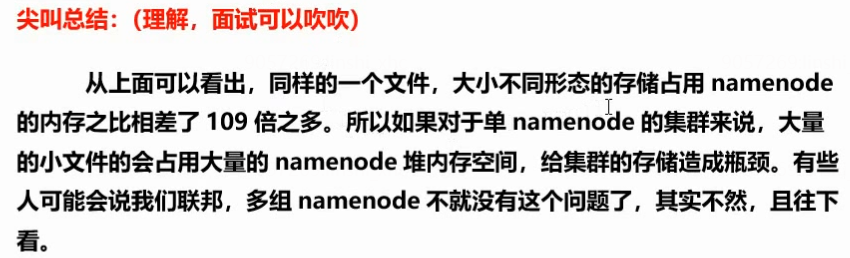 尖叫总结：（理解，面试可以吹吹）
从上面可以看出，同样的一个文件，大小不同形态的存储占用 namenode
的内存之比相差了 109 倍之多。所以如果对于单 namenode 的集群来说，大量
的小文件的会占用大量的 namenode 堆内存空间，给集群的存储造成瓶颈。有些
人可能会说我们联邦，多组 namenode 不就没有这个问题了，其实不然，且往下
看。